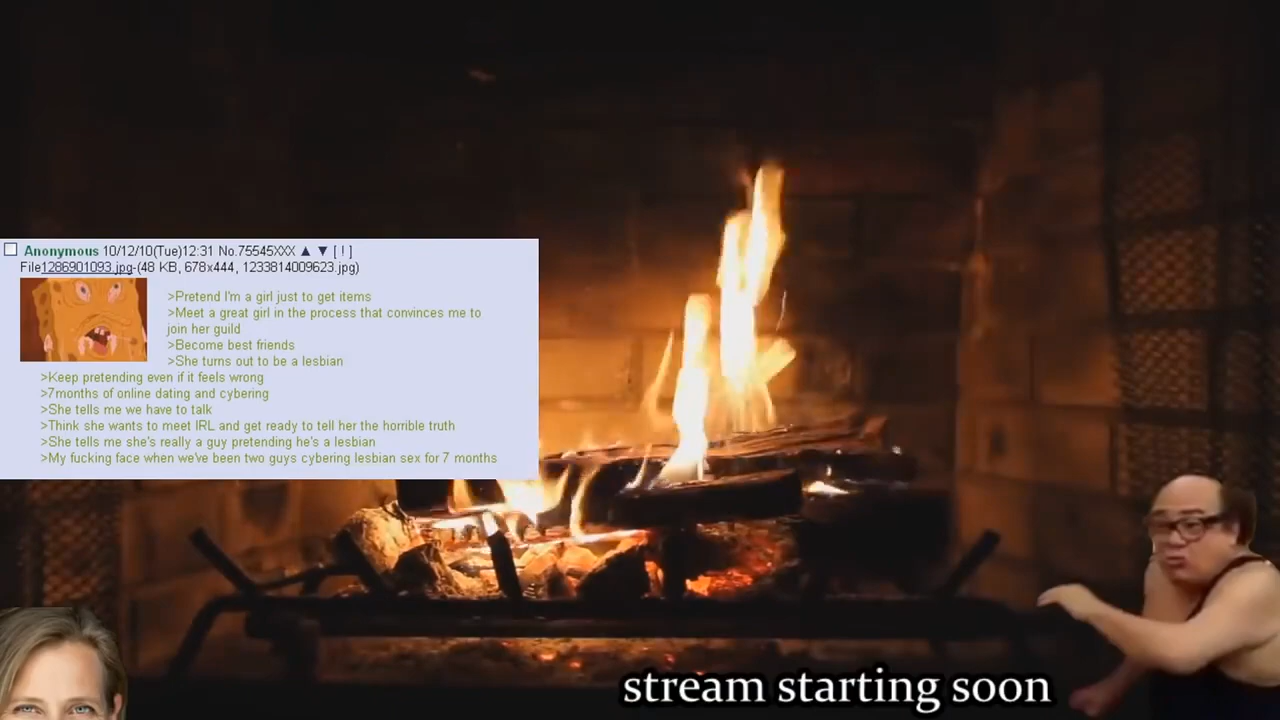 Anonymous 10/12/10(Tue)12:31 No.75545XXX ▲ ▼ [ ! ]
File1286901093.jpg-(48 KB, 678x444, 1233814009623.jpg)
>Pretend I'm a girl just to get items
>Meet a great girl in the process that convinces me to
join her guild
>Become best friends
>She turns out to be a lesbian
>Keep pretending even if it feels wrong
>7months of online dating and cybering
>She tells me we have to talk
>Think she wants to meet IRL and get ready to tell her the horrible truth
>She tells me she's really a guy pretending he's a lesbian
>My fucking face when we've been two guys cybering lesbian sex for 7 months
stream starting soon